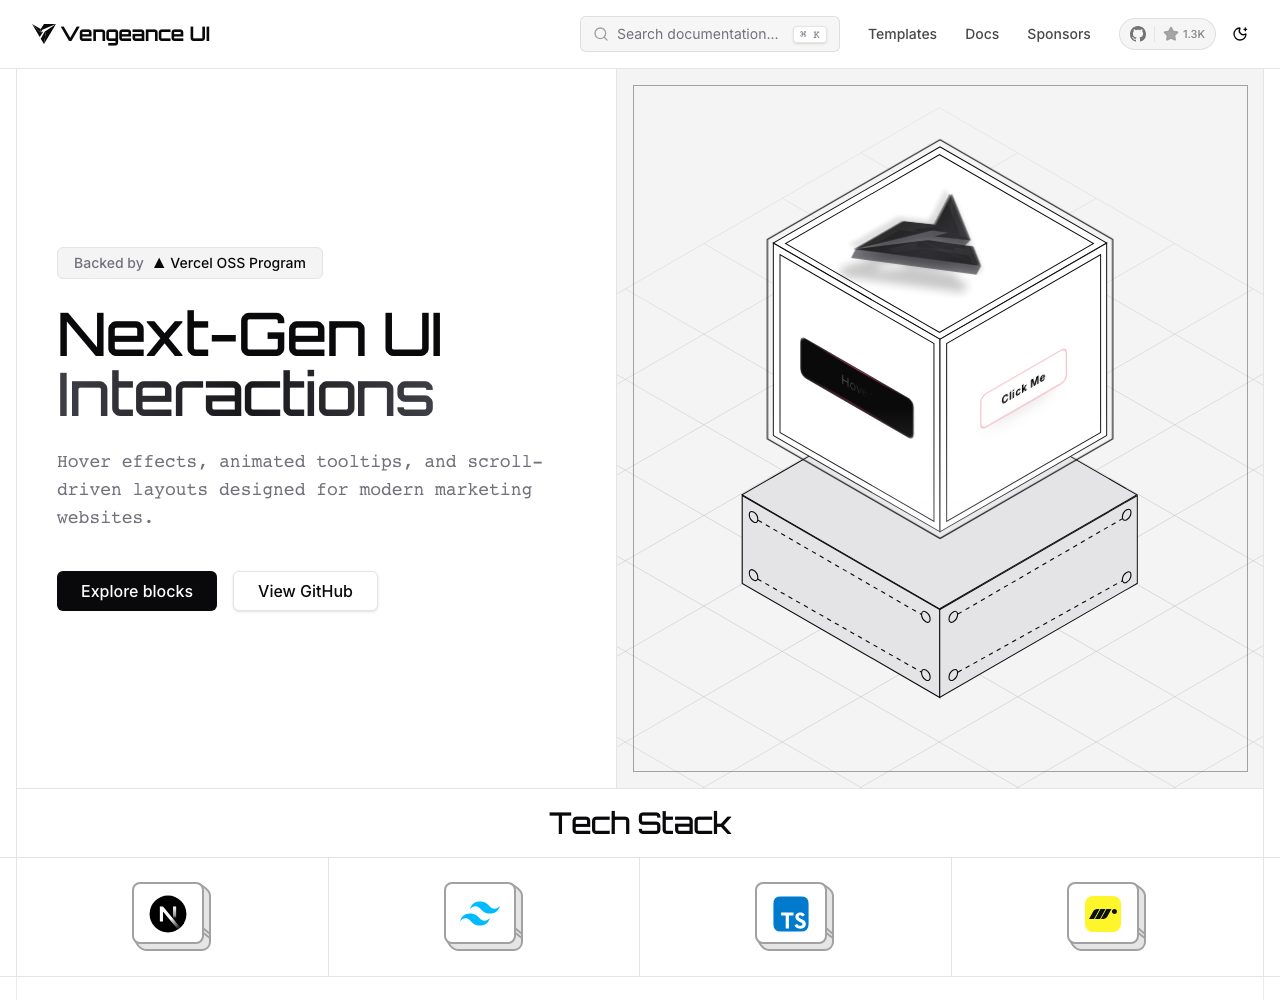 Vengeance UI
Search documentation...
⌘ K
Templates
Docs
Sponsors
1.3K
Backed by ▲ Vercel OSS Program
Next-Gen UI
Interactions
Hover effects, animated tooltips, and scroll-
driven layouts designed for modern marketing
websites.
Explore blocks
View GitHub
Click Me
Tech Stack
N
TS